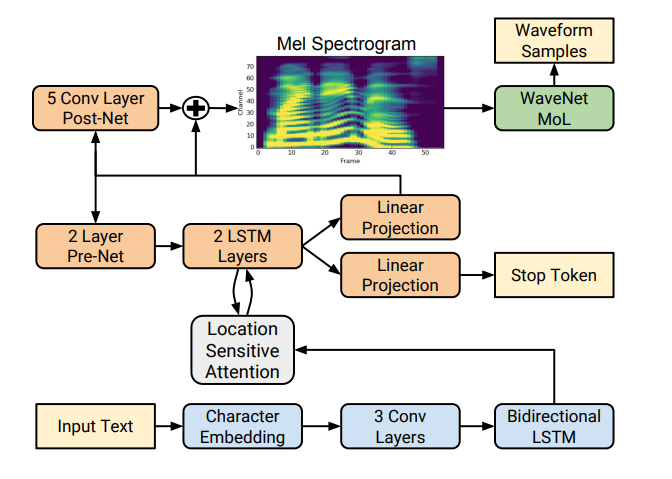 Waveform
Samples
Mel Spectrogram
5 Conv Layer
Post-Net
Channel
70
60
50
40
30
20
10
0
0 10 20 30 40 50
Frame
WaveNet
MoL
2 Layer
Pre-Net
2 LSTM
Layers
Linear
Projection
Linear
Projection
Stop Token
Location
Sensitive
Attention
Input Text
Character
Embedding
3 Conv
Layers
Bidirectional
LSTM